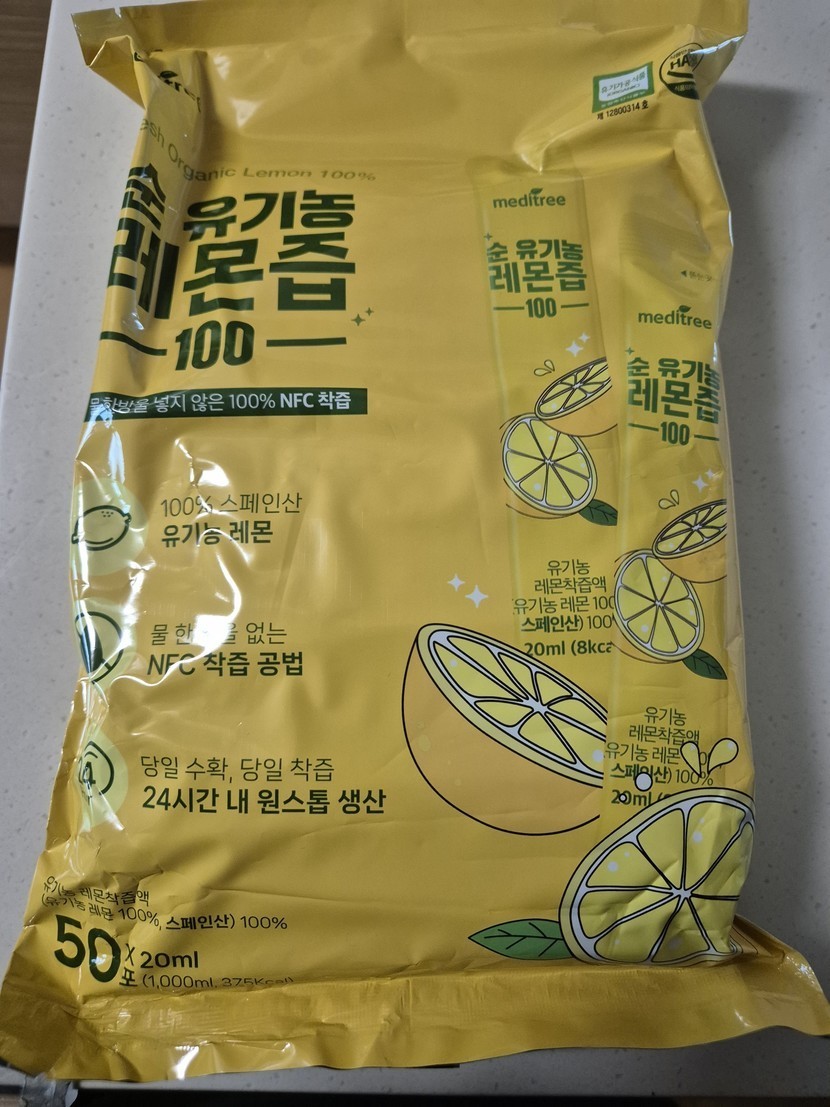 meditree
유기가공식품
(ORGANIC)
제 12800314 호
Organic Lemon 100%
순 유기농
레몬즙
100
물 한방울 넣지 않은 100% NFC 착즙
100% 스페인산
유기농 레몬
물 한방울 없는
NFC 착즙 공법
당일 수확, 당일 착즙
24시간 내 원스톱 생산
유기농 레몬착즙액
(유기농 레몬 100%, 스페인산) 100%
50포 X 20ml
(1,000ml, 375Kcal)
meditree
순 유기농
레몬즙
100
유기농
레몬착즙액
(유기농 레몬 100
스페인산) 100
20ml (8kca
meditree
순 유기농
레몬즙
100
유기농
레몬착즙액
유기농 레몬
스페인산) 100%
20ml